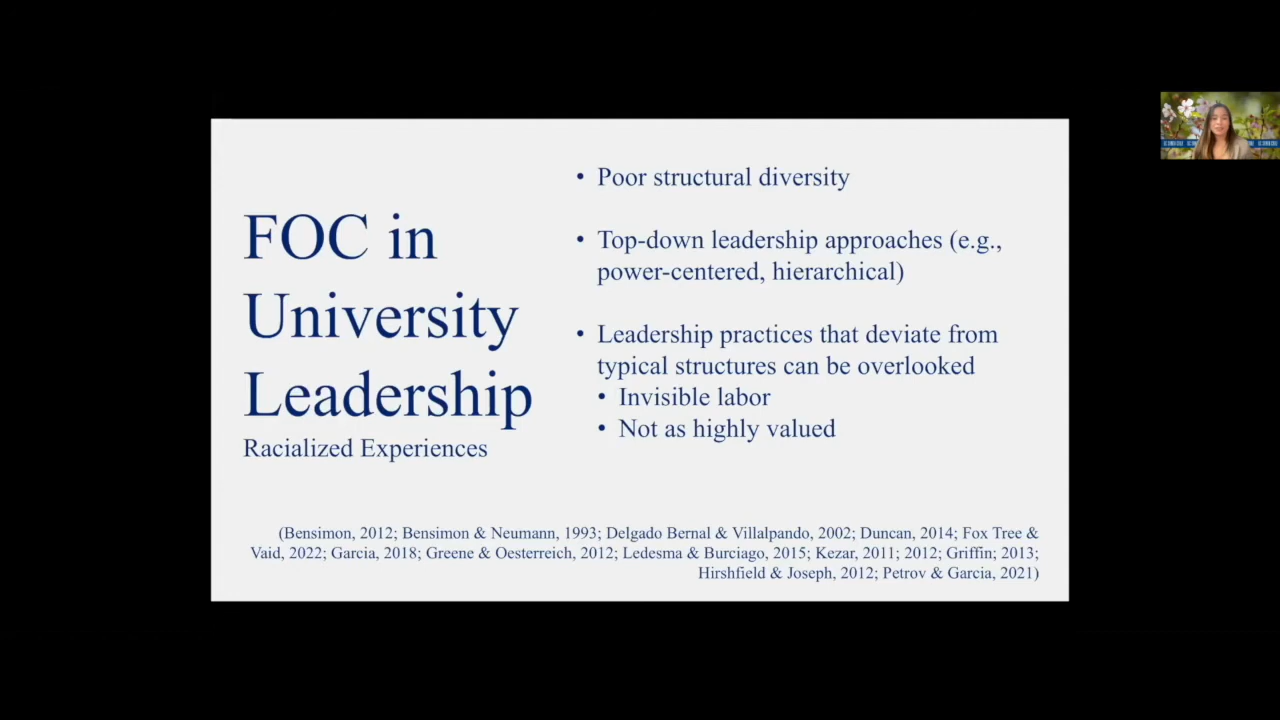 FOC in
University
Leadership
Racialized Experiences
• Poor structural diversity
• Top-down leadership approaches (e.g.,
power-centered, hierarchical)
• Leadership practices that deviate from
typical structures can be overlooked
• Invisible labor
• Not as highly valued
(Bensimon, 2012; Bensimon & Neumann, 1993; Delgado Bernal & Villalpando, 2002; Duncan, 2014; Fox Tree &
Vaid, 2022; Garcia, 2018; Greene & Oesterreich, 2012; Ledesma & Burciago, 2015; Kezar, 2011; 2012; Griffin; 2013;
Hirshfield & Joseph, 2012; Petrov & Garcia, 2021)